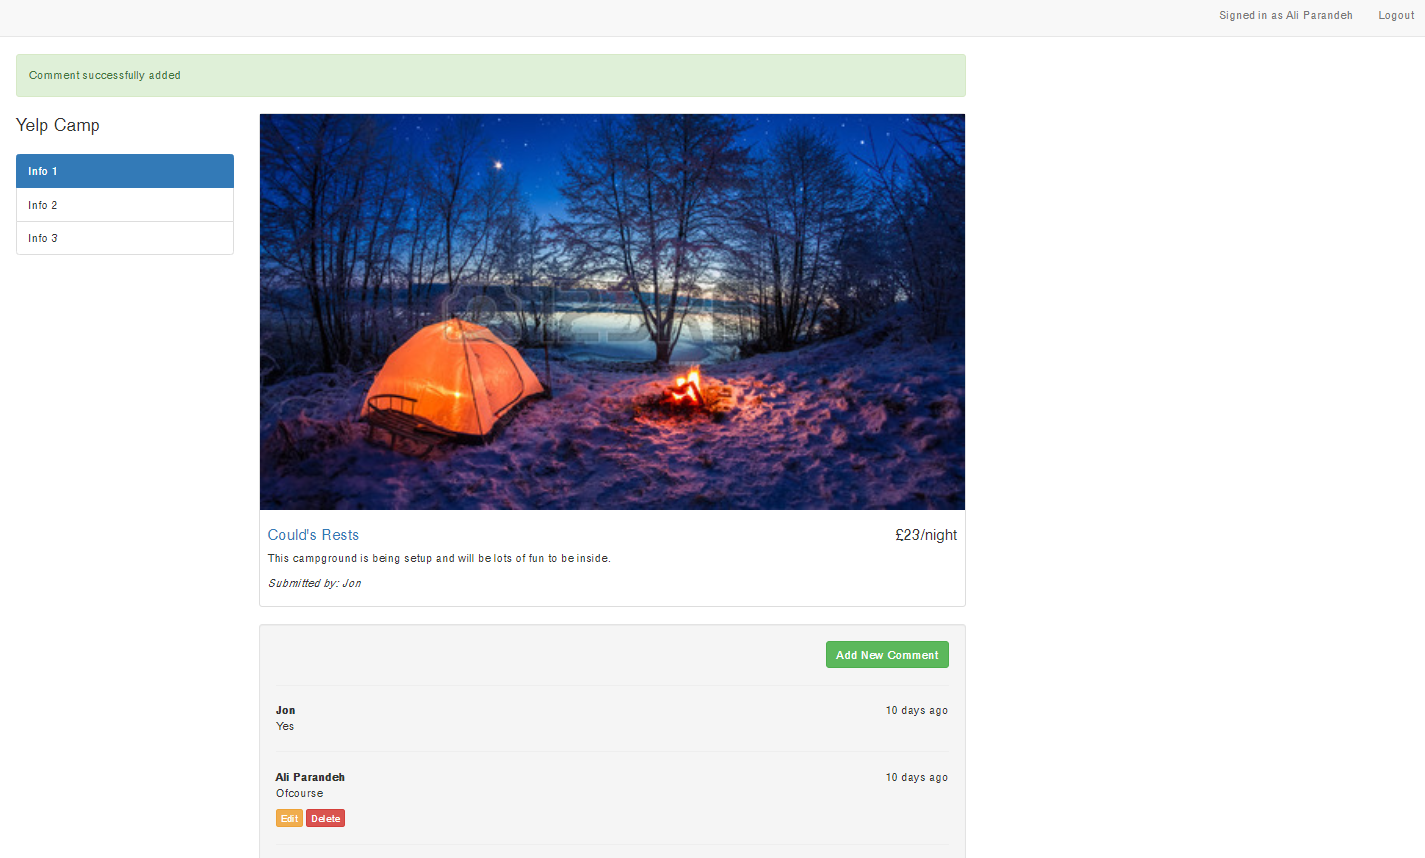 Signed in as Ali Parandeh Logout
Comment successfully added
Yelp Camp
Info 1
Info 2
Info 3
Could's Rests £23/night
This campground is being setup and will be lots of fun to be inside.
Submitted by: Jon
Add New Comment
Jon 10 days ago
Yes
Ali Parandeh 10 days ago
Ofcourse
Edit Delete